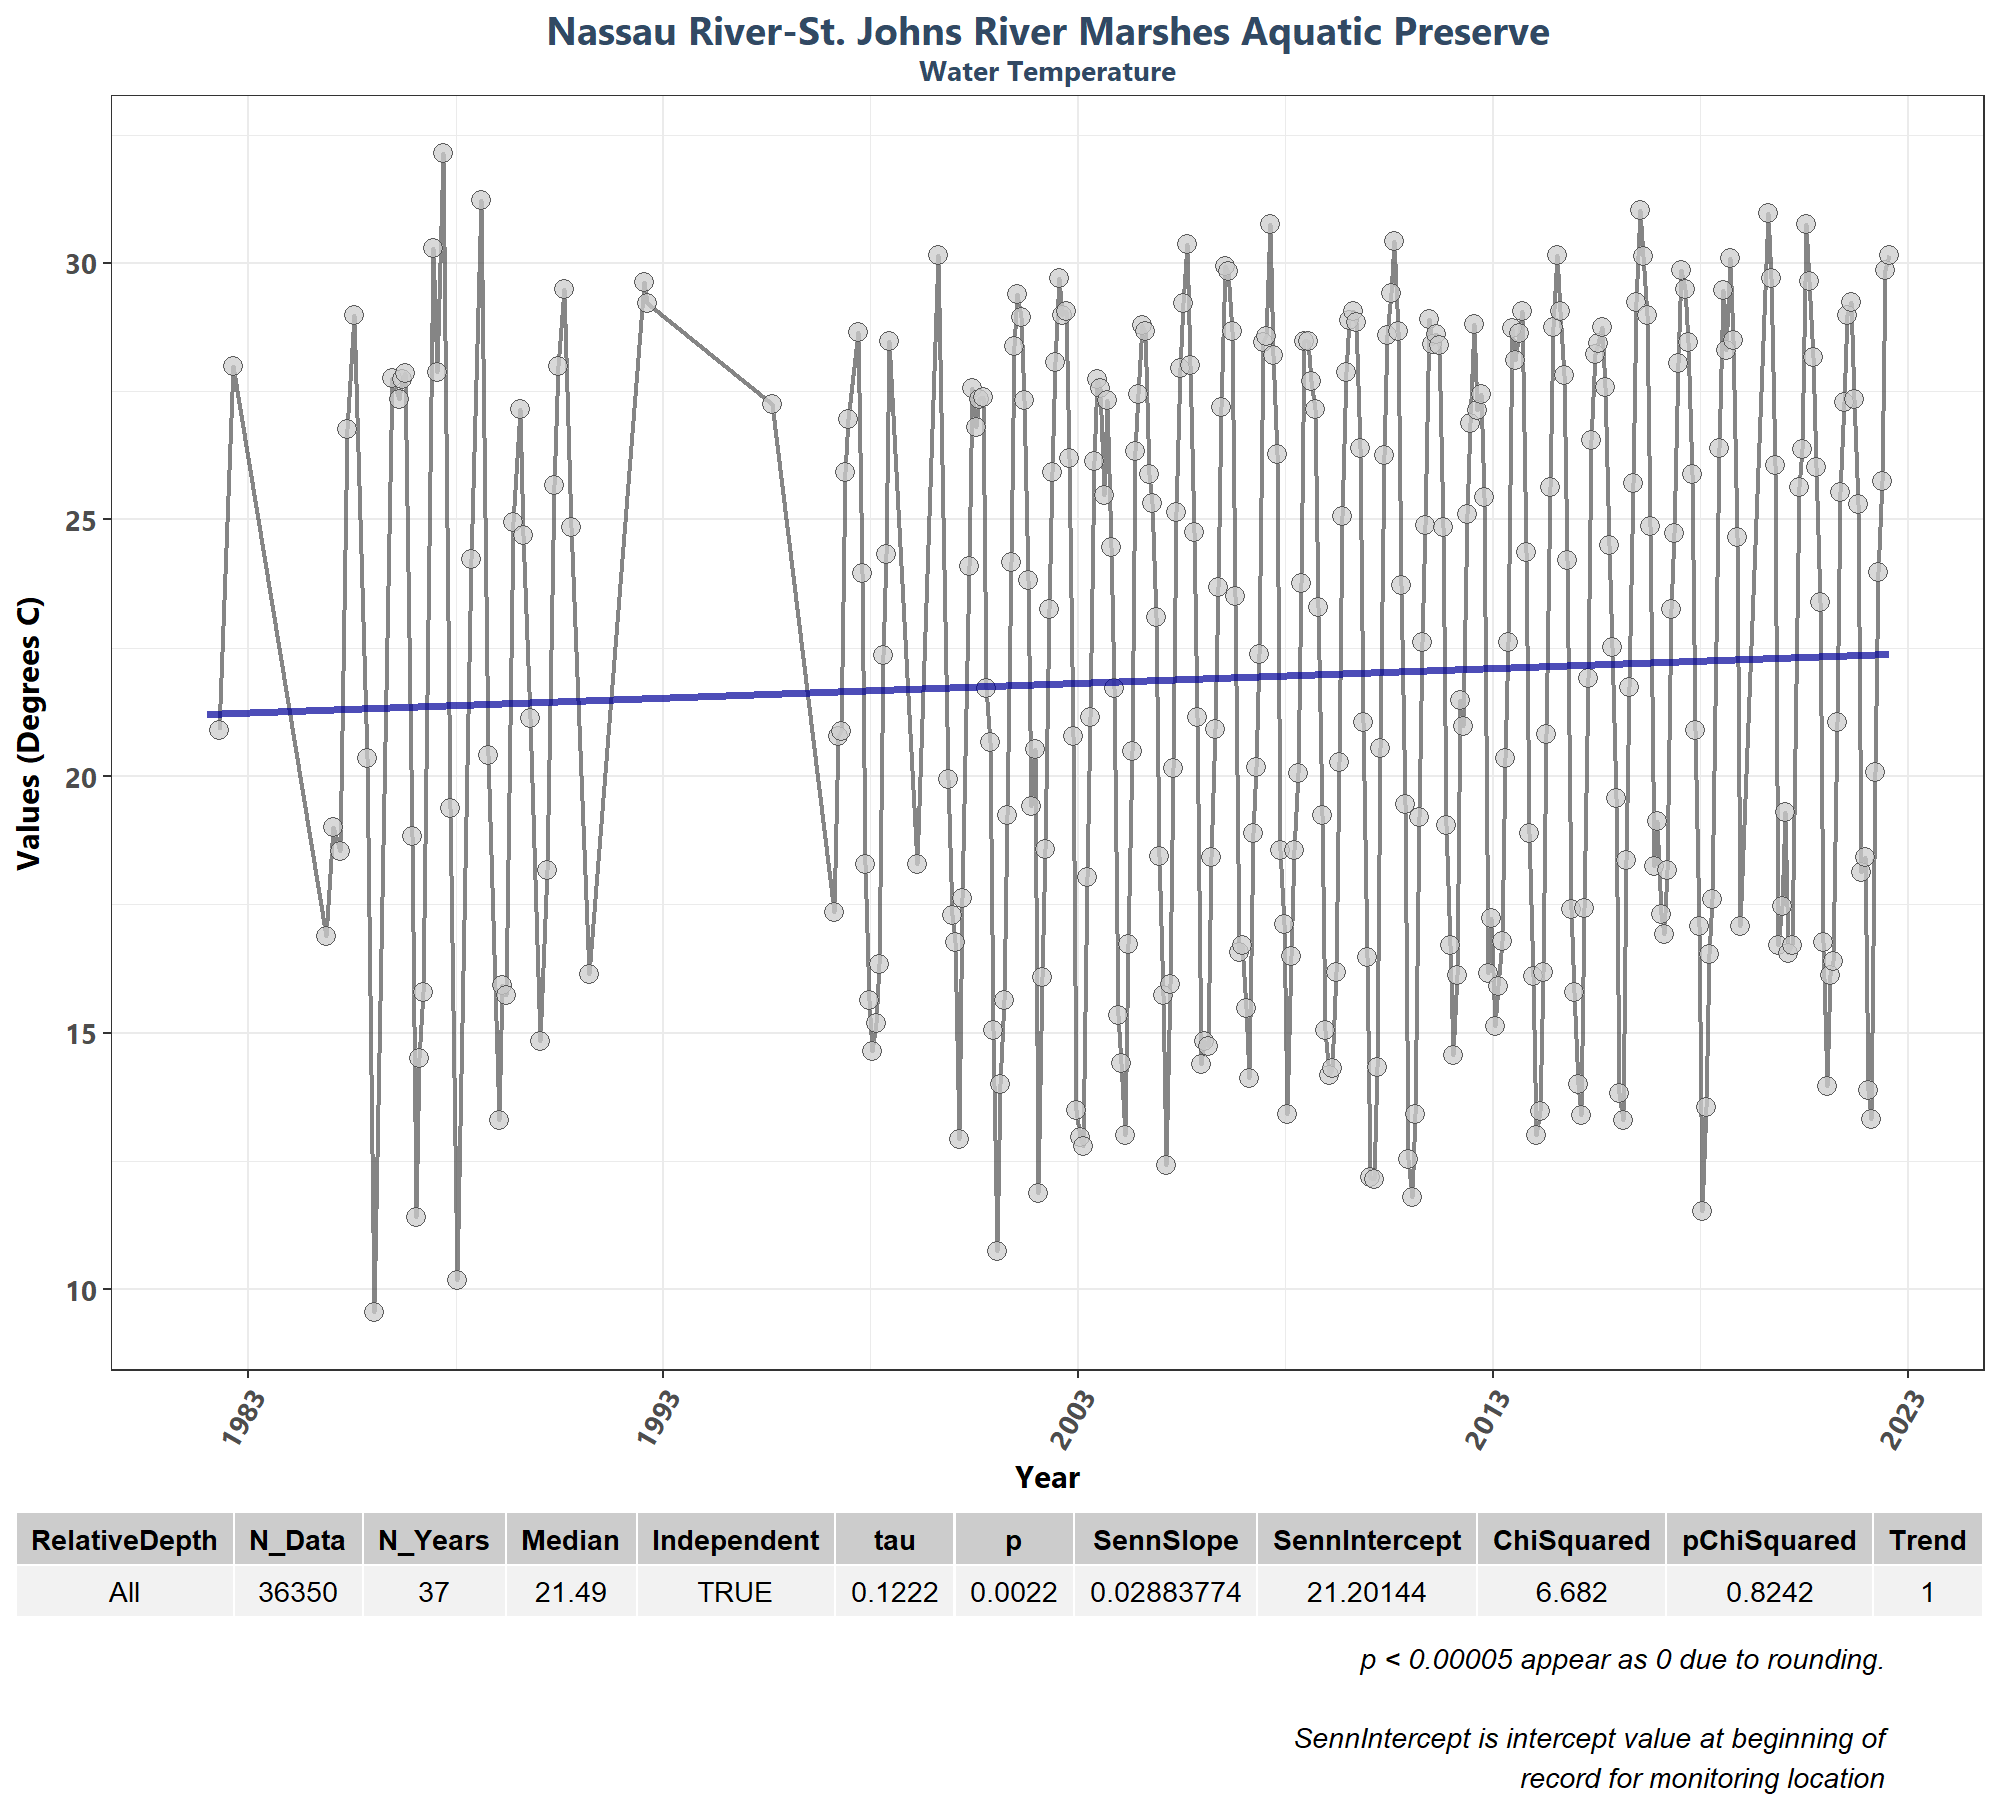 Nassau River-St. Johns River Marshes Aquatic Preserve
Water Temperature
Values (Degrees C)
30
25
20
15
10
1983
1993
2003
2013
2023
Year
RelativeDepth N_Data N_Years Median Independent tau p SennSlope SennIntercept ChiSquared pChiSquared Trend
All 36350 37 21.49 TRUE 0.1222 0.0022 0.02883774 21.20144 6.682 0.8242 1
p < 0.00005 appear as 0 due to rounding.
SennIntercept is intercept value at beginning of
record for monitoring location